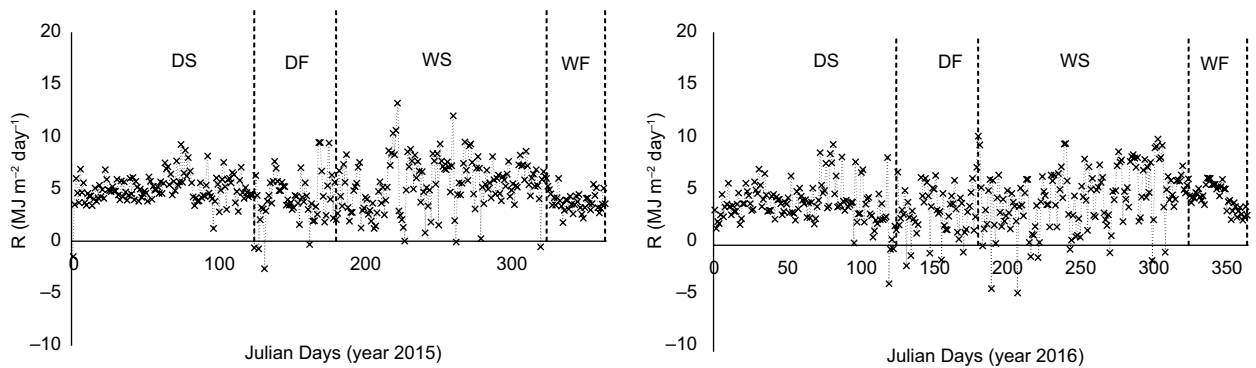 20
15
10
5
0
–5
–10
R (MJ m⁻² day⁻¹)
DS
DF
WS
WF
0
100
200
300
Julian Days (year 2015)
20
15
10
5
0
–5
–10
R (MJ m⁻² day⁻¹)
DS
DF
WS
WF
0
50
100
150
200
250
300
350
Julian Days (year 2016)